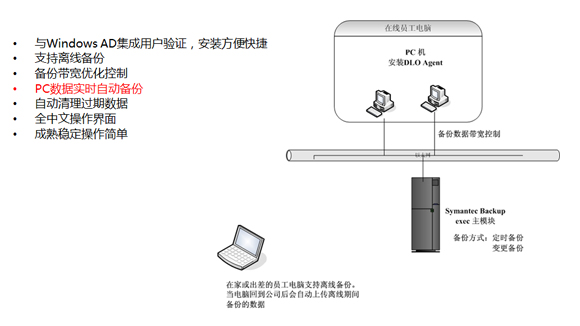 与Windows AD集成用户验证，安装方便快捷
支持离线备份
备份带宽优化控制
PC数据实时自动备份
自动清理过期数据
全中文操作界面
成熟稳定操作简单
在线员工电脑
PC 机
安装DLO Agent
备份数据带宽控制
以太网
Symantec Backup
exec 主模块
备份方式：定时备份
变更备份
在家或出差的员工电脑支持离线备份。
当电脑回到公司后会自动上传离线期间
备份的数据